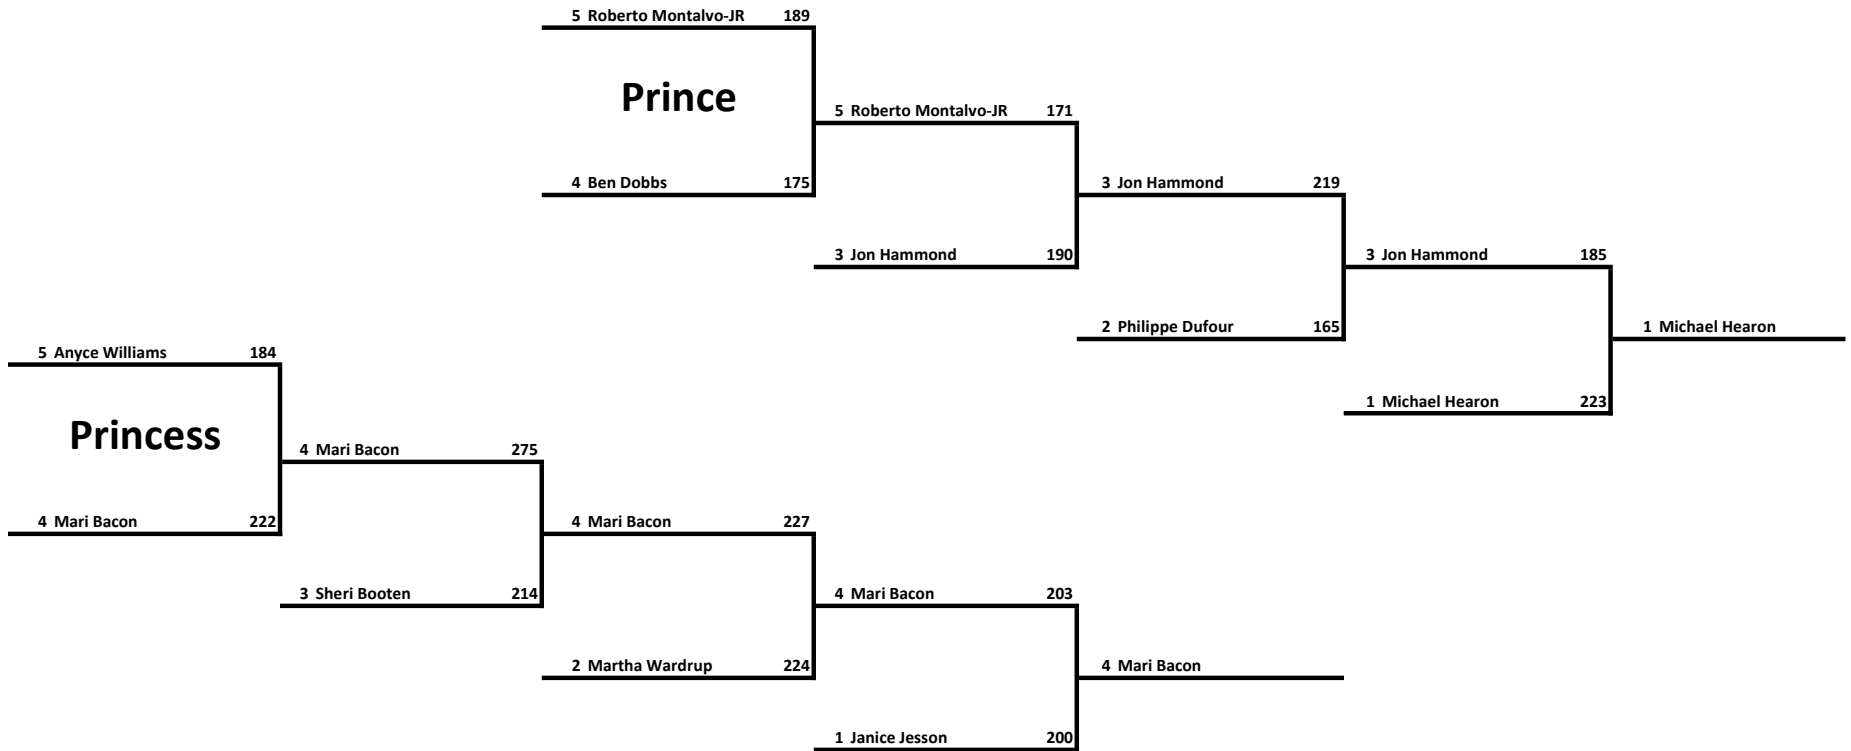 5 Roberto Montalvo-JR 189
Prince
5 Roberto Montalvo-JR 171
4 Ben Dobbs 175
3 Jon Hammond 219
3 Jon Hammond 190
3 Jon Hammond 185
2 Philippe Dufour 165
1 Michael Hearon
1 Michael Hearon 223
5 Anyce Williams 184
Princess
4 Mari Bacon 275
4 Mari Bacon 222
4 Mari Bacon 227
3 Sheri Booten 214
4 Mari Bacon 203
2 Martha Wardrup 224
4 Mari Bacon
1 Janice Jesson 200